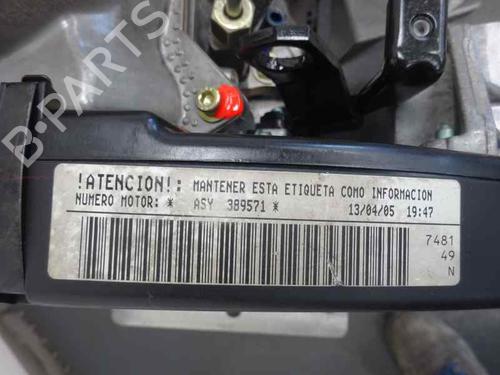 !ATENCION!: MANTENER ESTA ETIQUETA COMO INFORMACION
NUMERO MOTOR: * ASY 389571 * 13/04/05 19:47
7481
49
N
B-PARTS